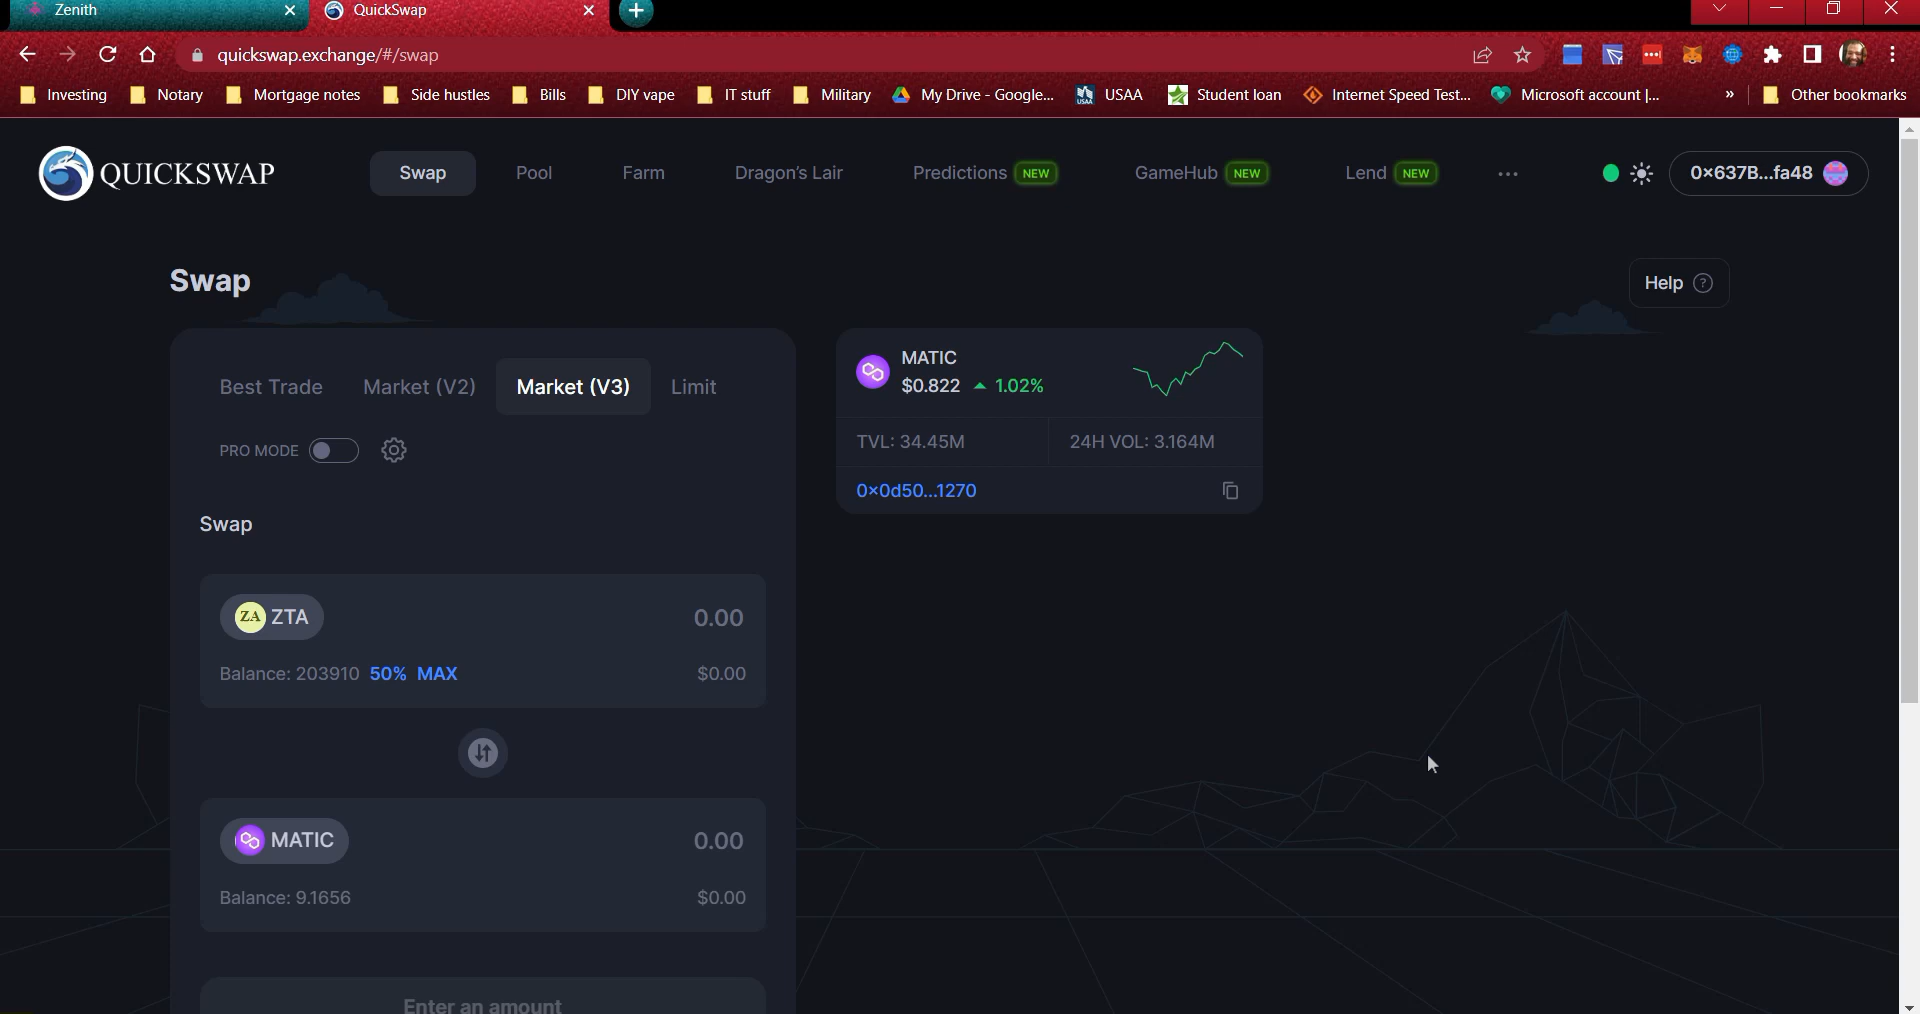 Zenith
QuickSwap
quickswap.exchange/#/swap
Investing Notary Mortgage notes Side hustles Bills DIY vape IT stuff Military My Drive - Google... USAA Student loan Internet Speed Test... Microsoft account |... » Other bookmarks
QUICKSWAP
Swap Pool Farm Dragon's Lair Predictions NEW GameHub NEW Lend NEW ... 0x637B...fa48
Swap
Help ?
Best Trade Market (V2) Market (V3) Limit
PRO MODE
Swap
ZA ZTA 0.00
Balance: 203910 50% MAX $0.00
MATIC 0.00
Balance: 9.1656 $0.00
Enter an amount
MATIC
$0.822 1.02%
TVL: 34.45M 24H VOL: 3.164M
0x0d50...1270